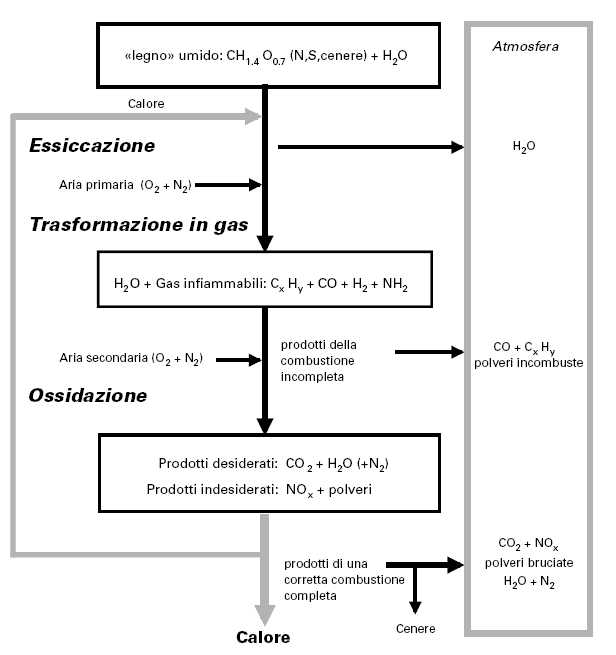 «legno» umido: CH1.4 O0.7 (N,S,cenere) + H2O
Atmosfera
Calore
Essiccazione
H2O
Aria primaria (O2 + N2)
Trasformazione in gas
H2O + Gas infiammabili: Cx Hy + CO + H2 + NH2
Aria secondaria (O2 + N2)
prodotti della
combustione
incompleta
CO + Cx Hy
polveri incombuste
Ossidazione
Prodotti desiderati: CO2 + H2O (+N2)
Prodotti indesiderati: NOx + polveri
prodotti di una
corretta combustione
completa
CO2 + NOx
polveri bruciate
H2O + N2
Cenere
Calore